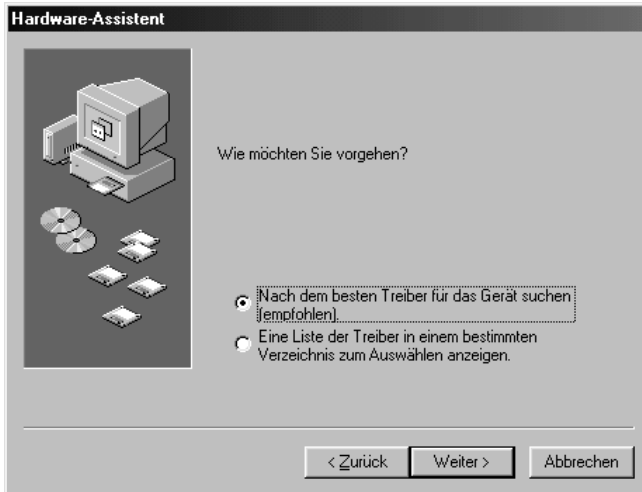 Hardware-Assistent
Wie möchten Sie vorgehen?
Nach dem besten Treiber für das Gerät suchen
(empfohlen).
Eine Liste der Treiber in einem bestimmten
Verzeichnis zum Auswählen anzeigen.
< Zurück Weiter > Abbrechen